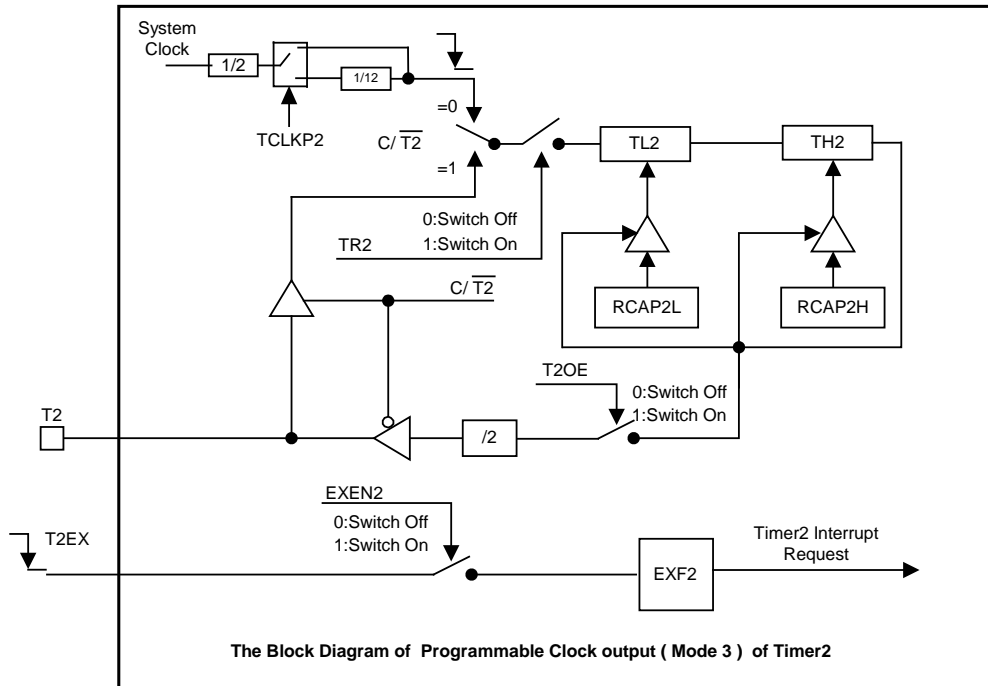 System
Clock
1/2
1/12
TCLKP2
=0
C/ T2
=1
TL2
TH2
0:Switch Off
1:Switch On
TR2
C/ T2
RCAP2L
RCAP2H
T2OE
0:Switch Off
1:Switch On
T2
/2
EXEN2
0:Switch Off
1:Switch On
T2EX
EXF2
Timer2 Interrupt
Request
The Block Diagram of Programmable Clock output ( Mode 3 ) of Timer2